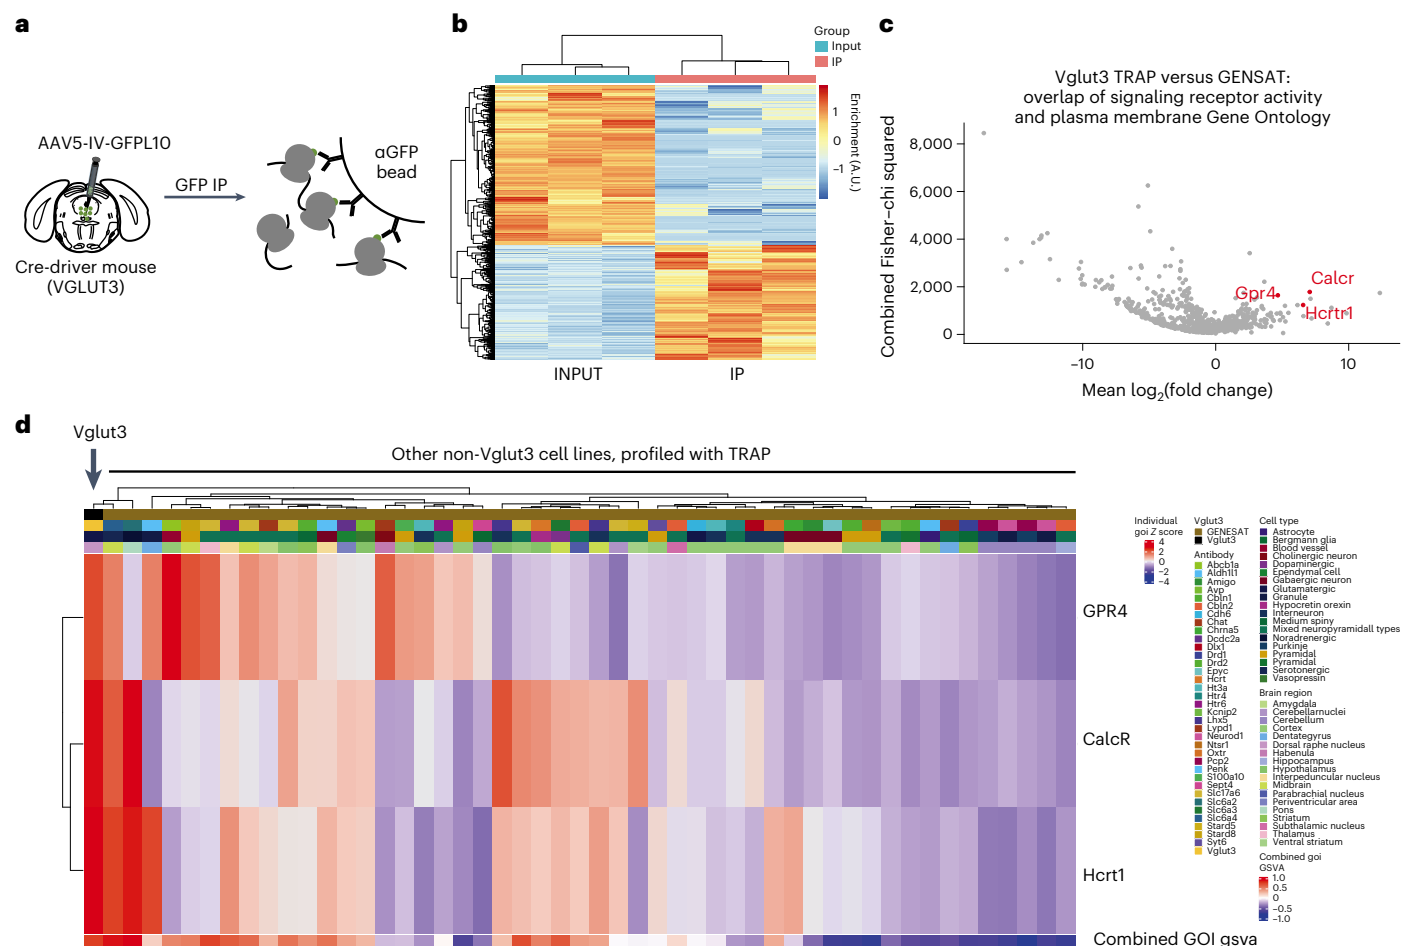 a
AAV5-IV-GFPL10
GFP IP
αGFP
bead
Cre-driver mouse
(VGLUT3)
b
Group
Input
IP
Enrichment (A.U.)
1
0
−1
INPUT
IP
c
Vglut3 TRAP versus GENSAT:
overlap of signaling receptor activity
and plasma membrane Gene Ontology
Combined Fisher–chi squared
8,000
6,000
4,000
2,000
0
Calcr
Gpr4
Hcrtr1
−10
0
10
Mean log2(fold change)
d
Vglut3
Other non-Vglut3 cell lines, profiled with TRAP
GPR4
CalcR
Hcrt1
Combined GOI gsva
Individual
goi Z score
4
2
0
−2
−4
Vglut3
GENESAT
Vglut3
Antibody
Abcb1a
Aldh1l1
Amigo
Avp
Cbln1
Cbln2
Cdh6
Chat
Chrna5
Dcdc2a
Dlx1
Drd1
Drd2
Epyc
Hcrt
Ht3a
Htr4
Htr6
Kcnip2
Lhx5
Lypd1
Neurod1
Ntsr1
Oxtr
Pcp2
Penk
S100a10
Sept4
Slc17a6
Slc6a2
Slc6a3
Slc6a4
Stard5
Stard8
Syt6
Vglut3
Cell type
Astrocyte
Bergmann glia
Blood vessel
Cholinergic neuron
Dopaminergic
Ependymal cell
Gabaergic neuron
Glutamatergic
Granule
Hypocretin orexin
Interneuron
Medium spiny
Mixed neuropyramidall types
Noradrenergic
Purkinje
Pyramidal
Pyramidal
Serotonergic
Vasopressin
Brain region
Amygdala
Cerebellarnuclei
Cerebellum
Cortex
Dentategyrus
Dorsal raphe nucleus
Habenula
Hippocampus
Hypothalamus
Interpeduncular nucleus
Midbrain
Parabrachial nucleus
Periventricular area
Pons
Striatum
Subthalamic nucleus
Thalamus
Ventral striatum
Combined goi
GSVA
1.0
0.5
0
−0.5
−1.0